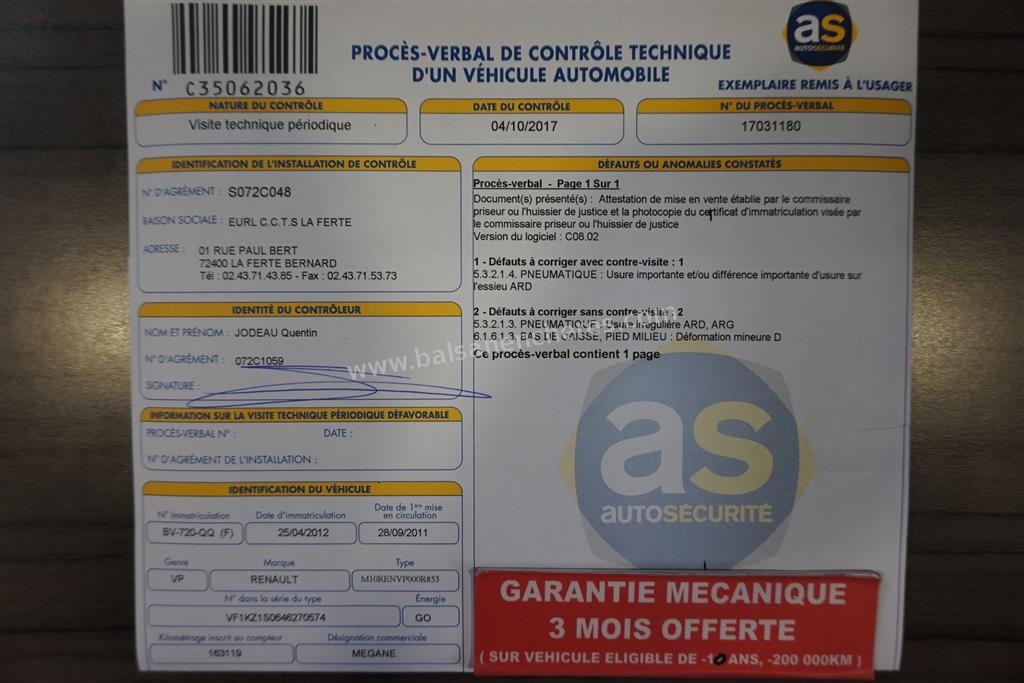 PROCÈS-VERBAL DE CONTRÔLE TECHNIQUE
D'UN VÉHICULE AUTOMOBILE
as
AUTOSÉCURITÉ
N° C35062036
EXEMPLAIRE REMIS À L'USAGER
NATURE DU CONTRÔLE
Visite technique périodique
DATE DU CONTRÔLE
04/10/2017
N° DU PROCÈS-VERBAL
17031180
IDENTIFICATION DE L'INSTALLATION DE CONTRÔLE
N° D'AGRÉMENT : S072C048
RAISON SOCIALE : EURL C.C.T.S LA FERTE
ADRESSE : 01 RUE PAUL BERT
72400 LA FERTE BERNARD
Tél : 02.43.71.43.85 - Fax : 02.43.71.53.73
IDENTITÉ DU CONTRÔLEUR
NOM ET PRÉNOM : JODEAU Quentin
N° D'AGRÉMENT : 072C1059
SIGNATURE :
INFORMATION SUR LA VISITE TECHNIQUE PÉRIODIQUE DÉFAVORABLE
PROCÈS-VERBAL N° : DATE :
N° D'AGRÉMENT DE L'INSTALLATION :
IDENTIFICATION DU VÉHICULE
N° Immatriculation Date d'immatriculation Date de 1ère mise
en circulation
BV-720-QQ (F) 25/04/2012 28/09/2011
Genre Marque Type
VP RENAULT M10RENVP000R853
N° dans la série du type Énergie
VF1KZ1S0646270574 GO
Kilométrage inscrit au compteur Désignation commerciale
163119 MEGANE
DÉFAUTS OU ANOMALIES CONSTATÉS
Procès-verbal - Page 1 Sur 1
Document(s) présenté(s) : Attestation de mise en vente établie par le commissaire
priseur ou l'huissier de justice et la photocopie du certificat d'immatriculation visée par
le commissaire priseur ou l'huissier de justice
Version du logiciel : C08.02
1 - Défauts à corriger avec contre-visite : 1
5.3.2.1.4. PNEUMATIQUE : Usure importante et/ou différence importante d'usure sur
l'essieu ARD
2 - Défauts à corriger sans contre-visite : 2
5.3.2.1.3. PNEUMATIQUE : Usure irrégulière ARD, ARG
6.1.6.1.3. BAS DE CAISSE, PIED MILIEU : Déformation mineure D
Ce procès-verbal contient 1 page
as
AUTOSÉCURITÉ
GARANTIE MECANIQUE
3 MOIS OFFERTE
( SUR VEHICULE ELIGIBLE DE -10 ANS, -200 000KM )